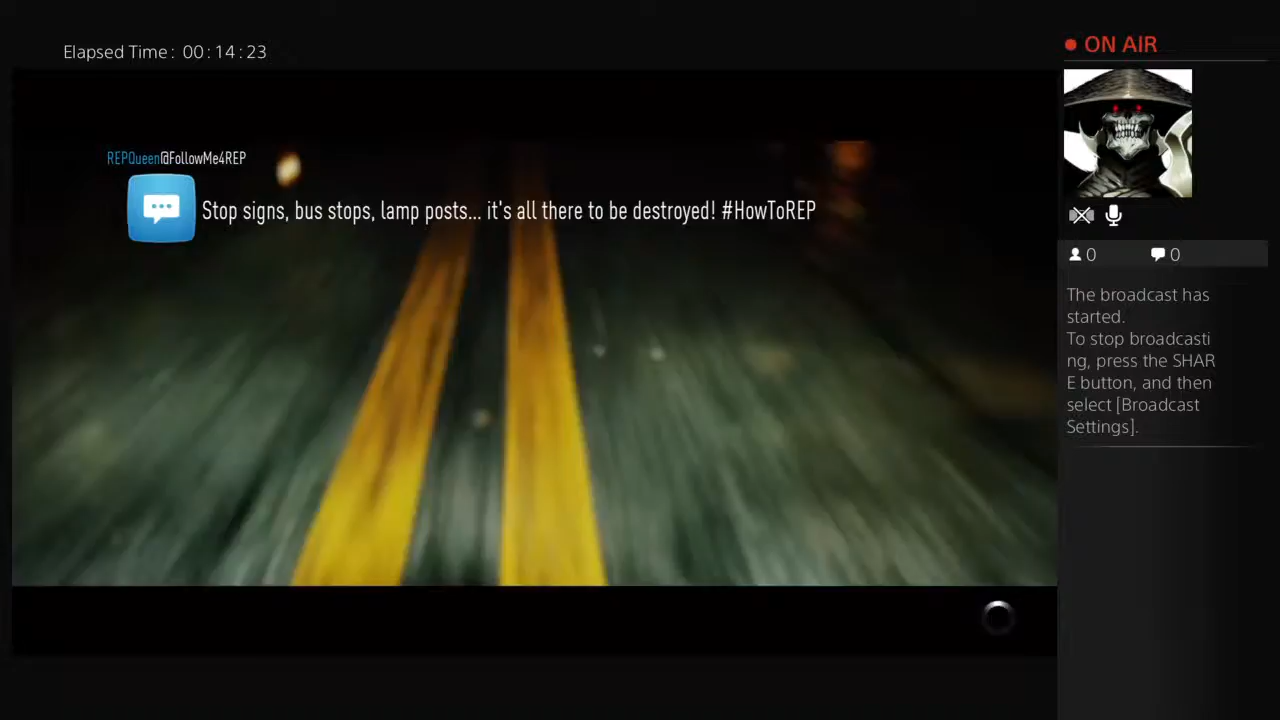 Elapsed Time: 00:14:23
ON AIR
REPQueen@FollowMe4REP
Stop signs, bus stops, lamp posts... it's all there to be destroyed! #HowToREP
0 0
The broadcast has
started.
To stop broadcasti
ng, press the SHAR
E button, and then
select [Broadcast
Settings].